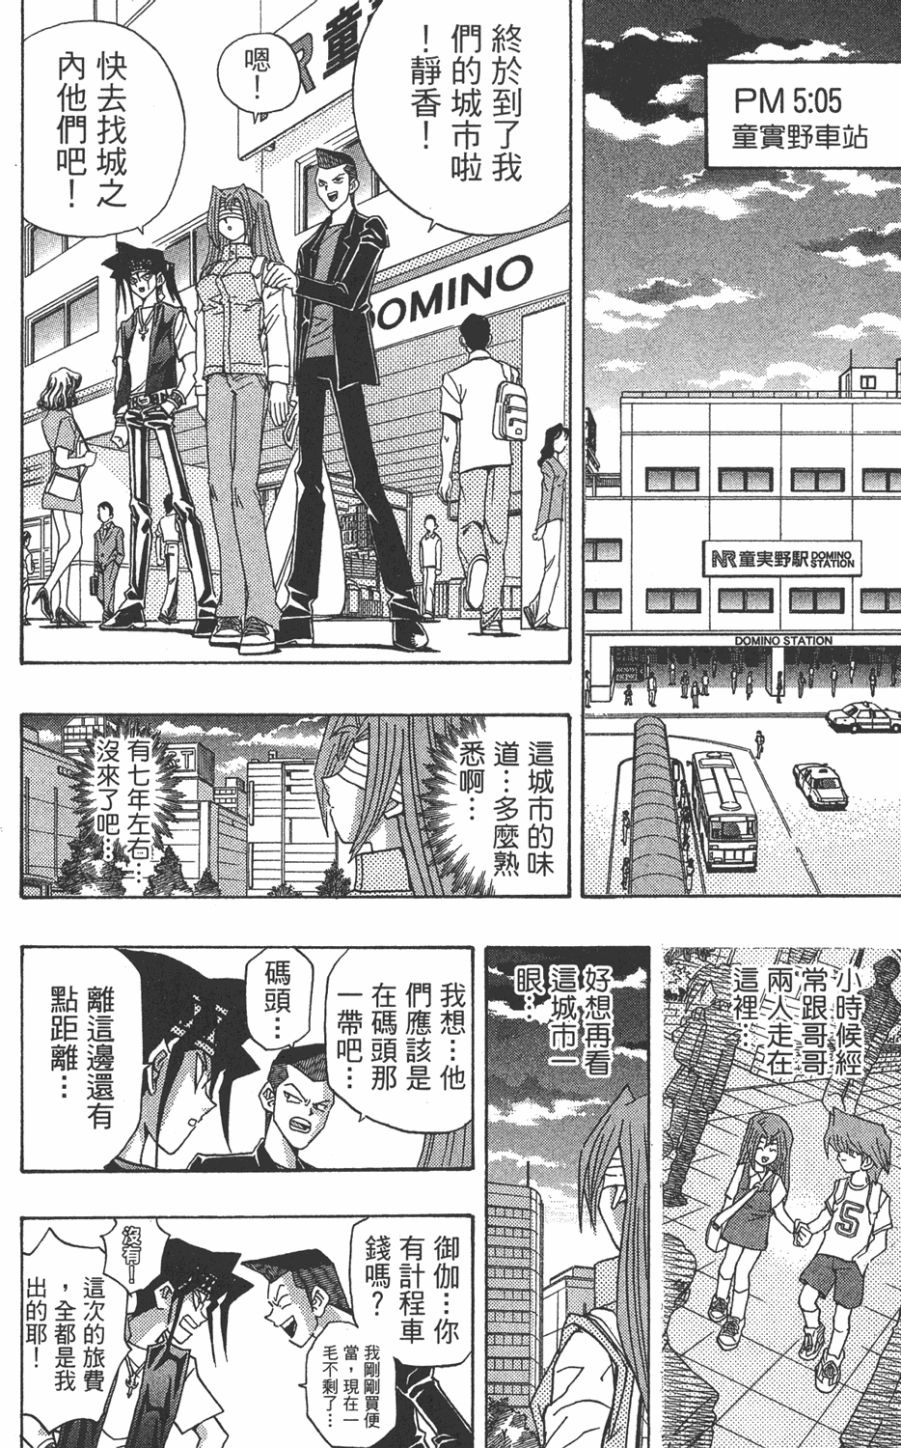 PM 5:05
童實野車站
NR童実野駅 DOMINO
STATION
DOMINO STATION
終於到了我
們的城市啦
！靜香！
嗯！
快去找城之
內他們吧！
R童
DOMINO
這城市的味
道…多麼熟
悉啊…
有七年左右…
沒來了吧…
小時候經
常跟哥哥
兩人走在
這裡…
5
好想再看
這城市一
眼…
我想…他
們應該是
在碼頭那
一帶吧…
碼頭…
離這邊還有
點距離…
御伽…你
有計程車
錢嗎？
我剛剛買便
當，現在一
毛不剩了…
沒有！
這次的旅費
，全都是我
出的耶！